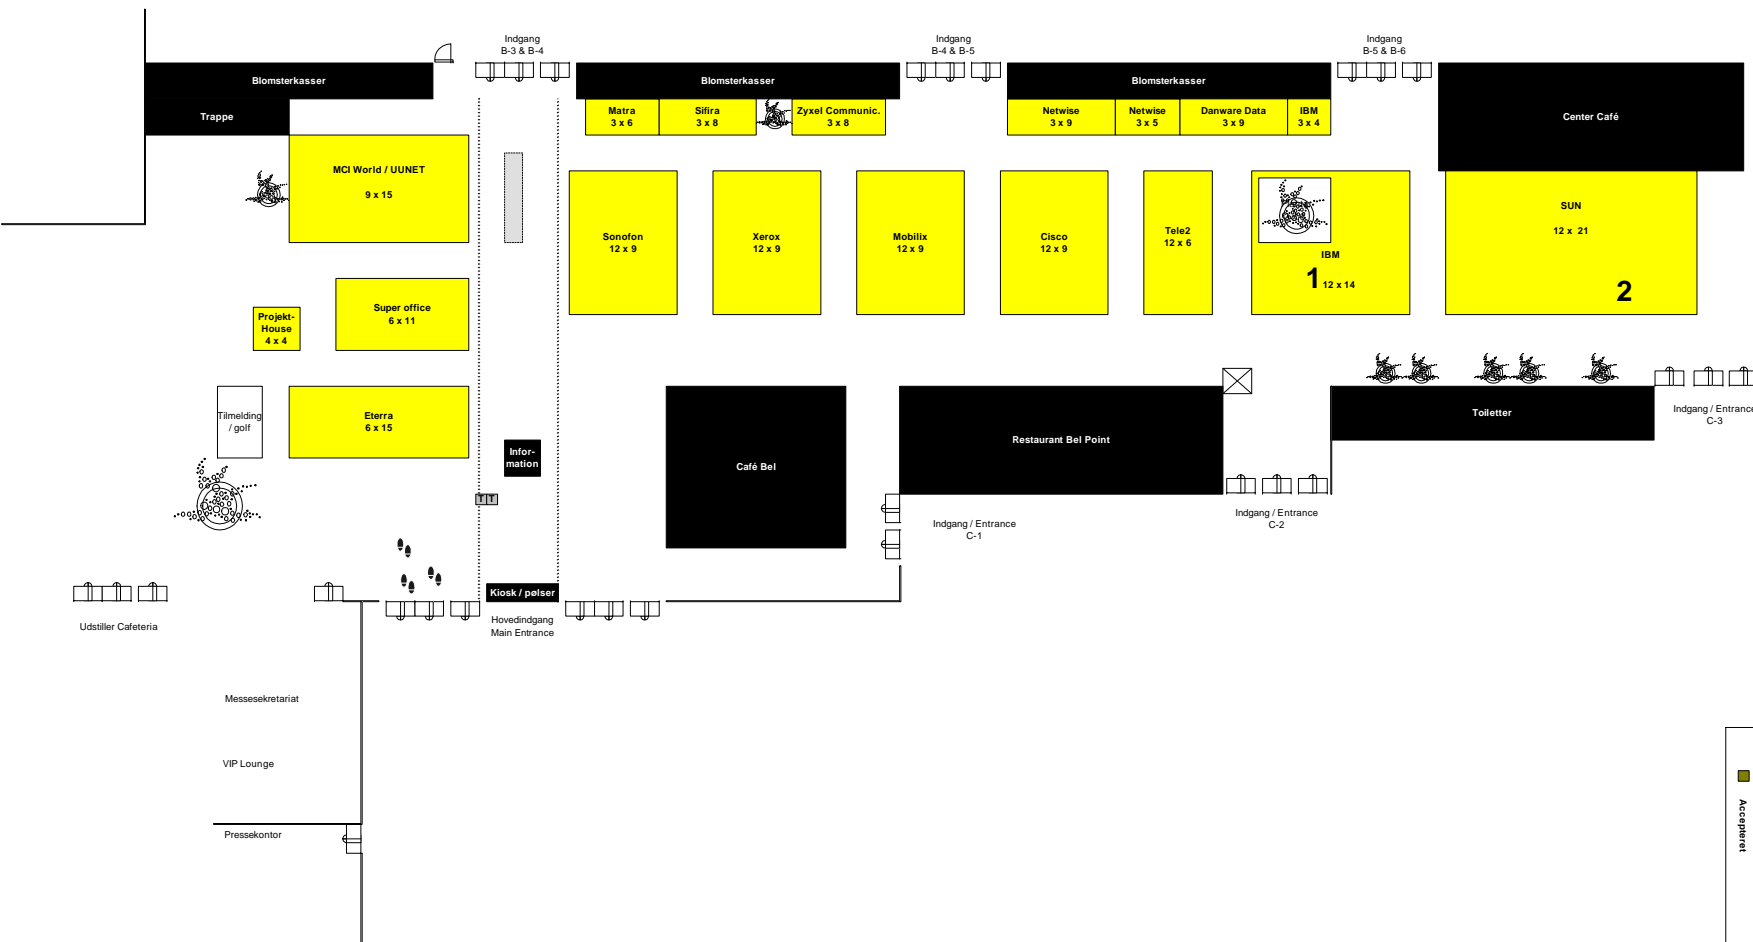 Indgang
B-3 & B-4
Indgang
B-4 & B-5
Indgang
B-5 & B-6
Blomsterkasser
Blomsterkasser
Blomsterkasser
Trappe
Matra
3 x 6
Sifira
3 x 8
Zyxel Communic.
3 x 8
Netwise
3 x 9
Netwise
3 x 5
Danware Data
3 x 9
IBM
3 x 4
Center Café
MCI World / UUNET
9 x 15
Sonofon
12 x 9
Xerox
12 x 9
Mobilix
12 x 9
Cisco
12 x 9
Tele2
12 x 6
IBM
1 12 x 14
SUN
12 x 21
2
Super office
6 x 11
Projekt-
House
4 x 4
Tilmelding
/ golf
Eterra
6 x 15
Infor-
mation
T T
Café Bel
Restaurant Bel Point
Toiletter
Indgang / Entrance
C-3
Indgang / Entrance
C-2
Indgang / Entrance
C-1
Kiosk / pølser
Hovedindgang
Main Entrance
Udstiller Cafeteria
Messesekretariat
VIP Lounge
Pressekontor
Accepteret